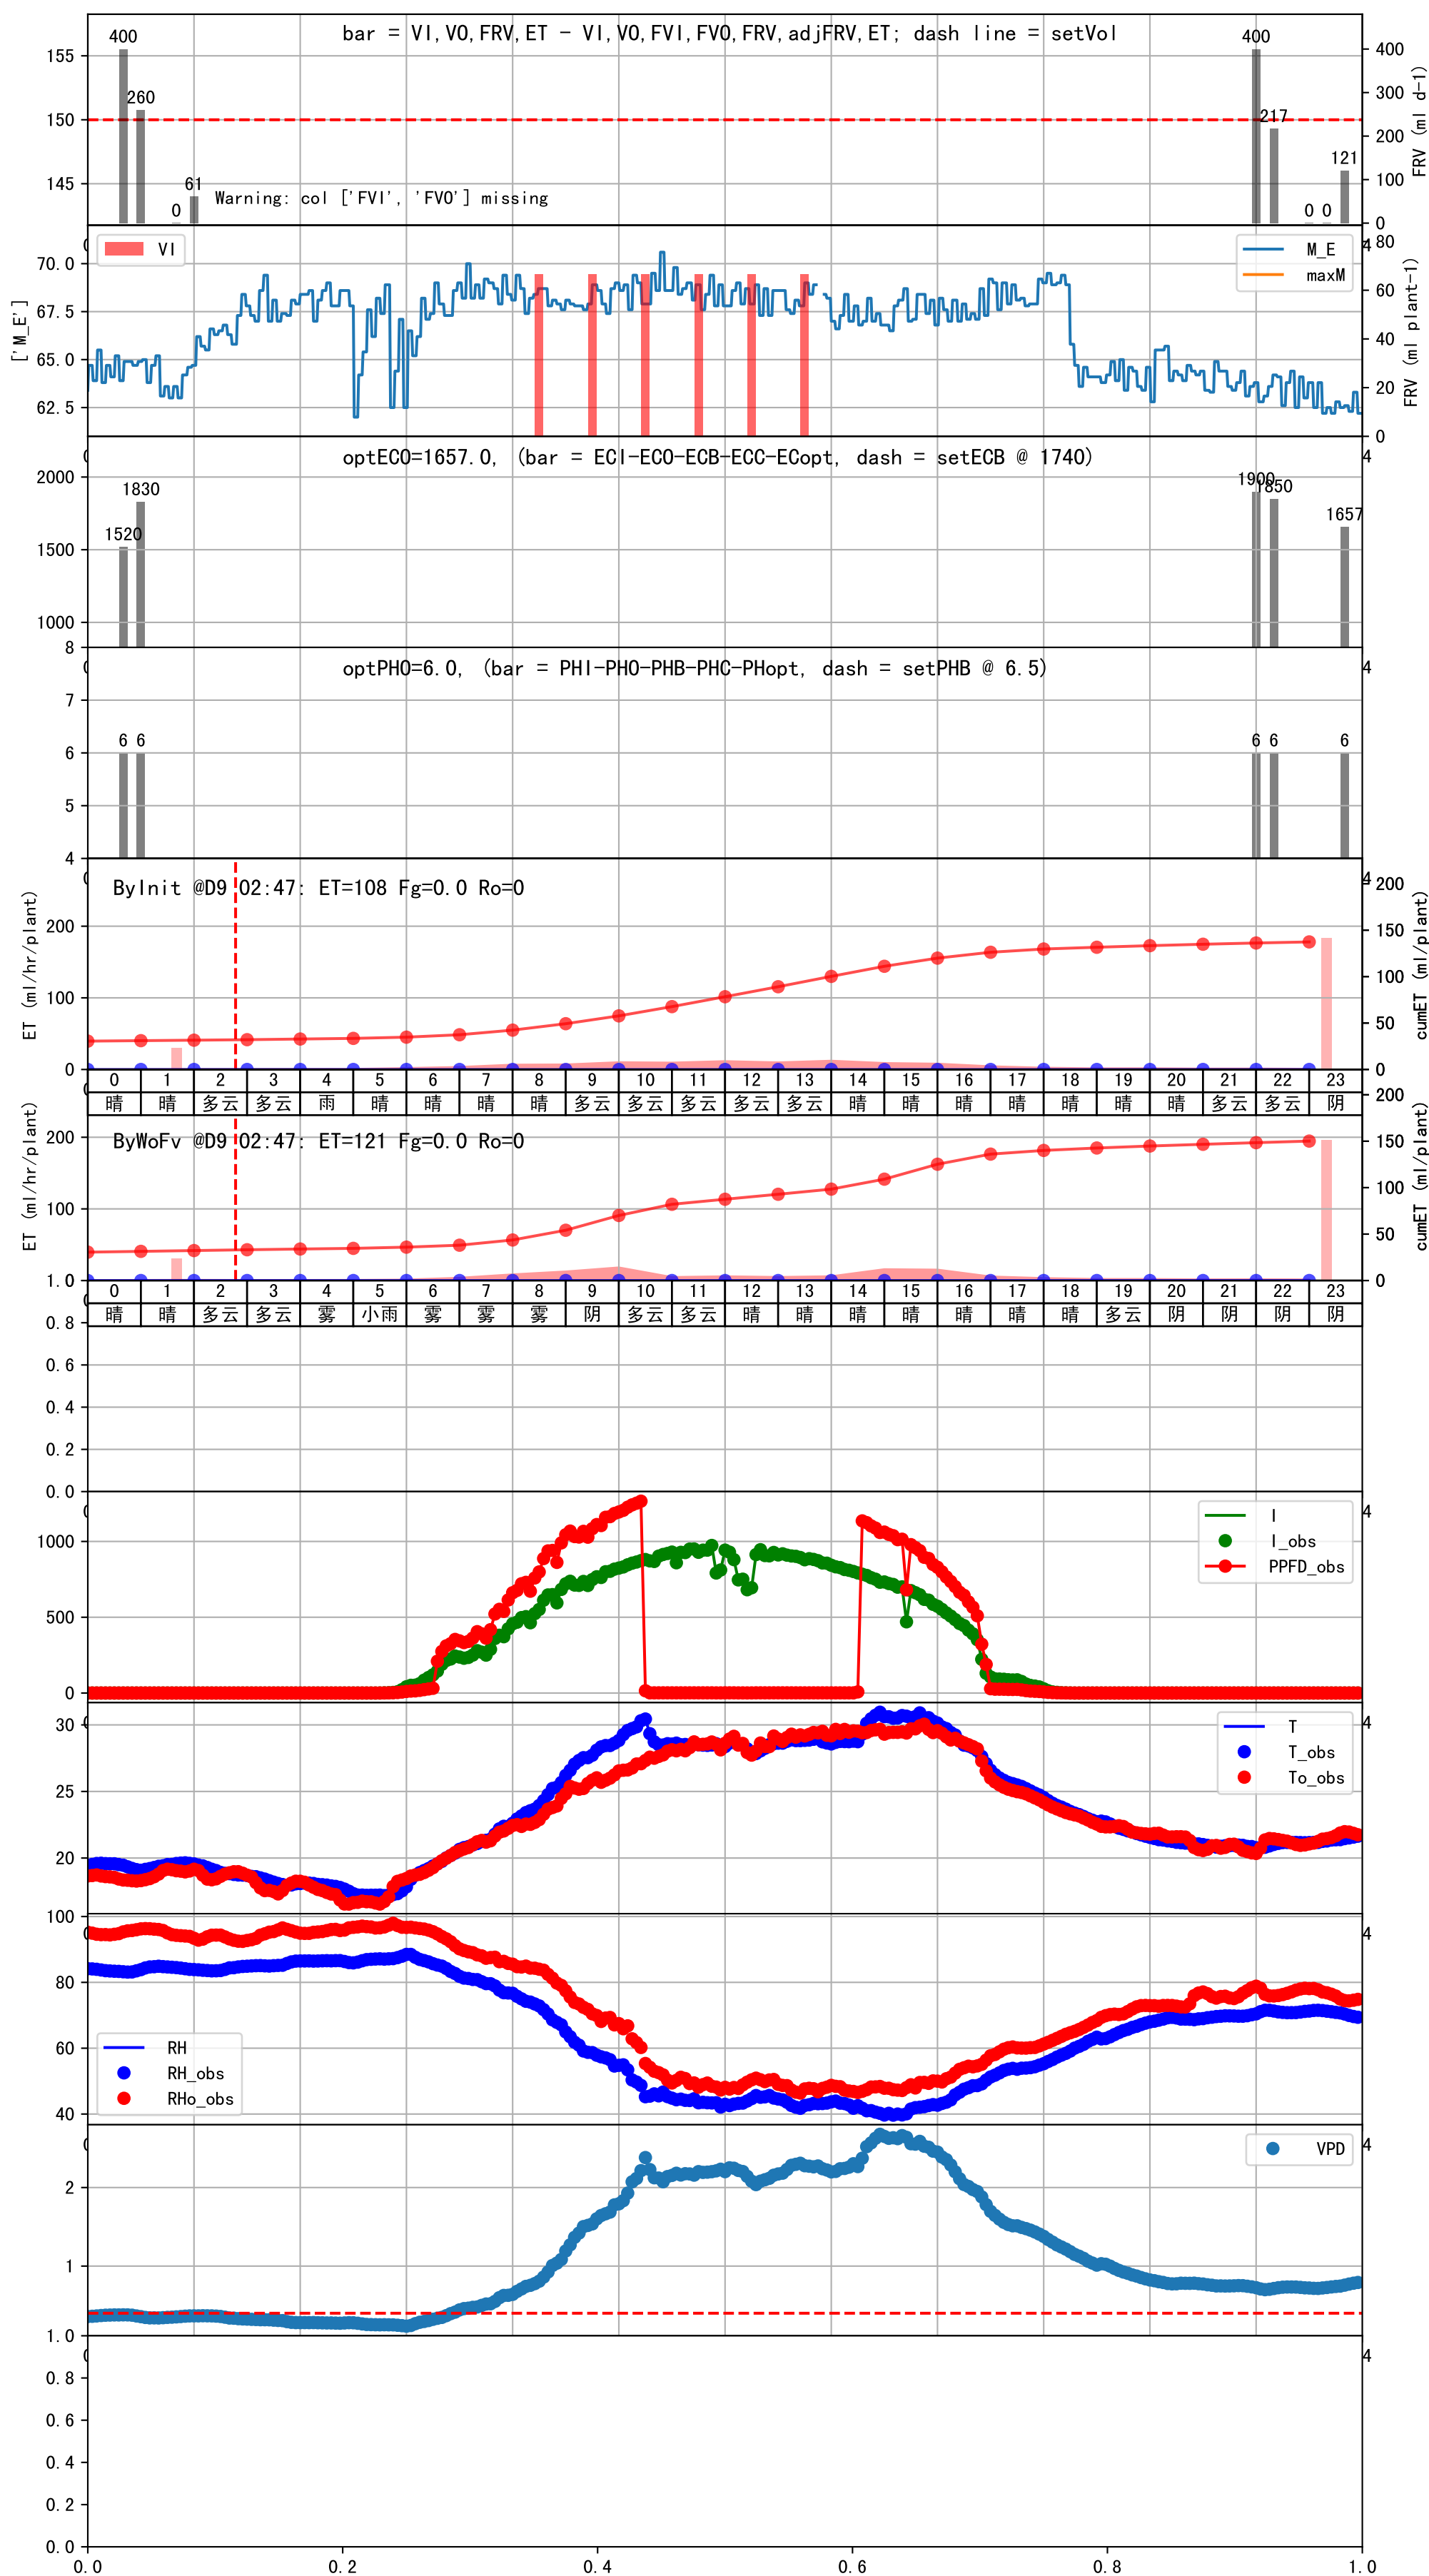 bar = VI,VO,FRV,ET - VI,VO,FVI,FVO,FRV,adjFRV,ET; dash line = setVol
400
260
0
61
Warning: col ['FVI', 'FVO'] missing
400
217
0 0
121
155
150
145
400
300
200
100
0
FRV (ml d-1)
VI
M_E
maxM
['M_E']
70.0
67.5
65.0
62.5
80
60
40
20
0
FRV (ml plant-1)
optECO=1657.0, (bar = ECI-ECO-ECB-ECC-ECopt, dash = setECB @ 1740)
1520
1830
1900
1850
1657
2000
1500
1000
optPHO=6.0, (bar = PHI-PHO-PHB-PHC-PHopt, dash = setPHB @ 6.5)
6 6
6 6
6
8
7
6
5
4
ByInit @D9 02:47: ET=108 Fg=0.0 Ro=0
ET (ml/hr/plant)
200
100
0
200
150
100
50
0
cumET (ml/plant)
0 1 2 3 4 5 6 7 8 9 10 11 12 13 14 15 16 17 18 19 20 21 22 23
晴 晴 多云 多云 雨 晴 晴 晴 晴 多云 多云 多云 多云 多云 晴 晴 晴 晴 晴 晴 晴 多云 多云 阴
ByWoFv @D9 02:47: ET=121 Fg=0.0 Ro=0
ET (ml/hr/plant)
200
100
200
150
100
50
0
cumET (ml/plant)
0 1 2 3 4 5 6 7 8 9 10 11 12 13 14 15 16 17 18 19 20 21 22 23
晴 晴 多云 多云 雾 小雨 雾 雾 雾 阴 多云 多云 晴 晴 晴 晴 晴 晴 晴 多云 阴 阴 阴 阴
1.0
0.8
0.6
0.4
0.2
0.0
I
I_obs
PPFD_obs
1000
500
0
T
T_obs
To_obs
30
25
20
RH
RH_obs
RHo_obs
100
80
60
40
VPD
2
1
1.0
0.8
0.6
0.4
0.2
0.0
0.0 0.2 0.4 0.6 0.8 1.0